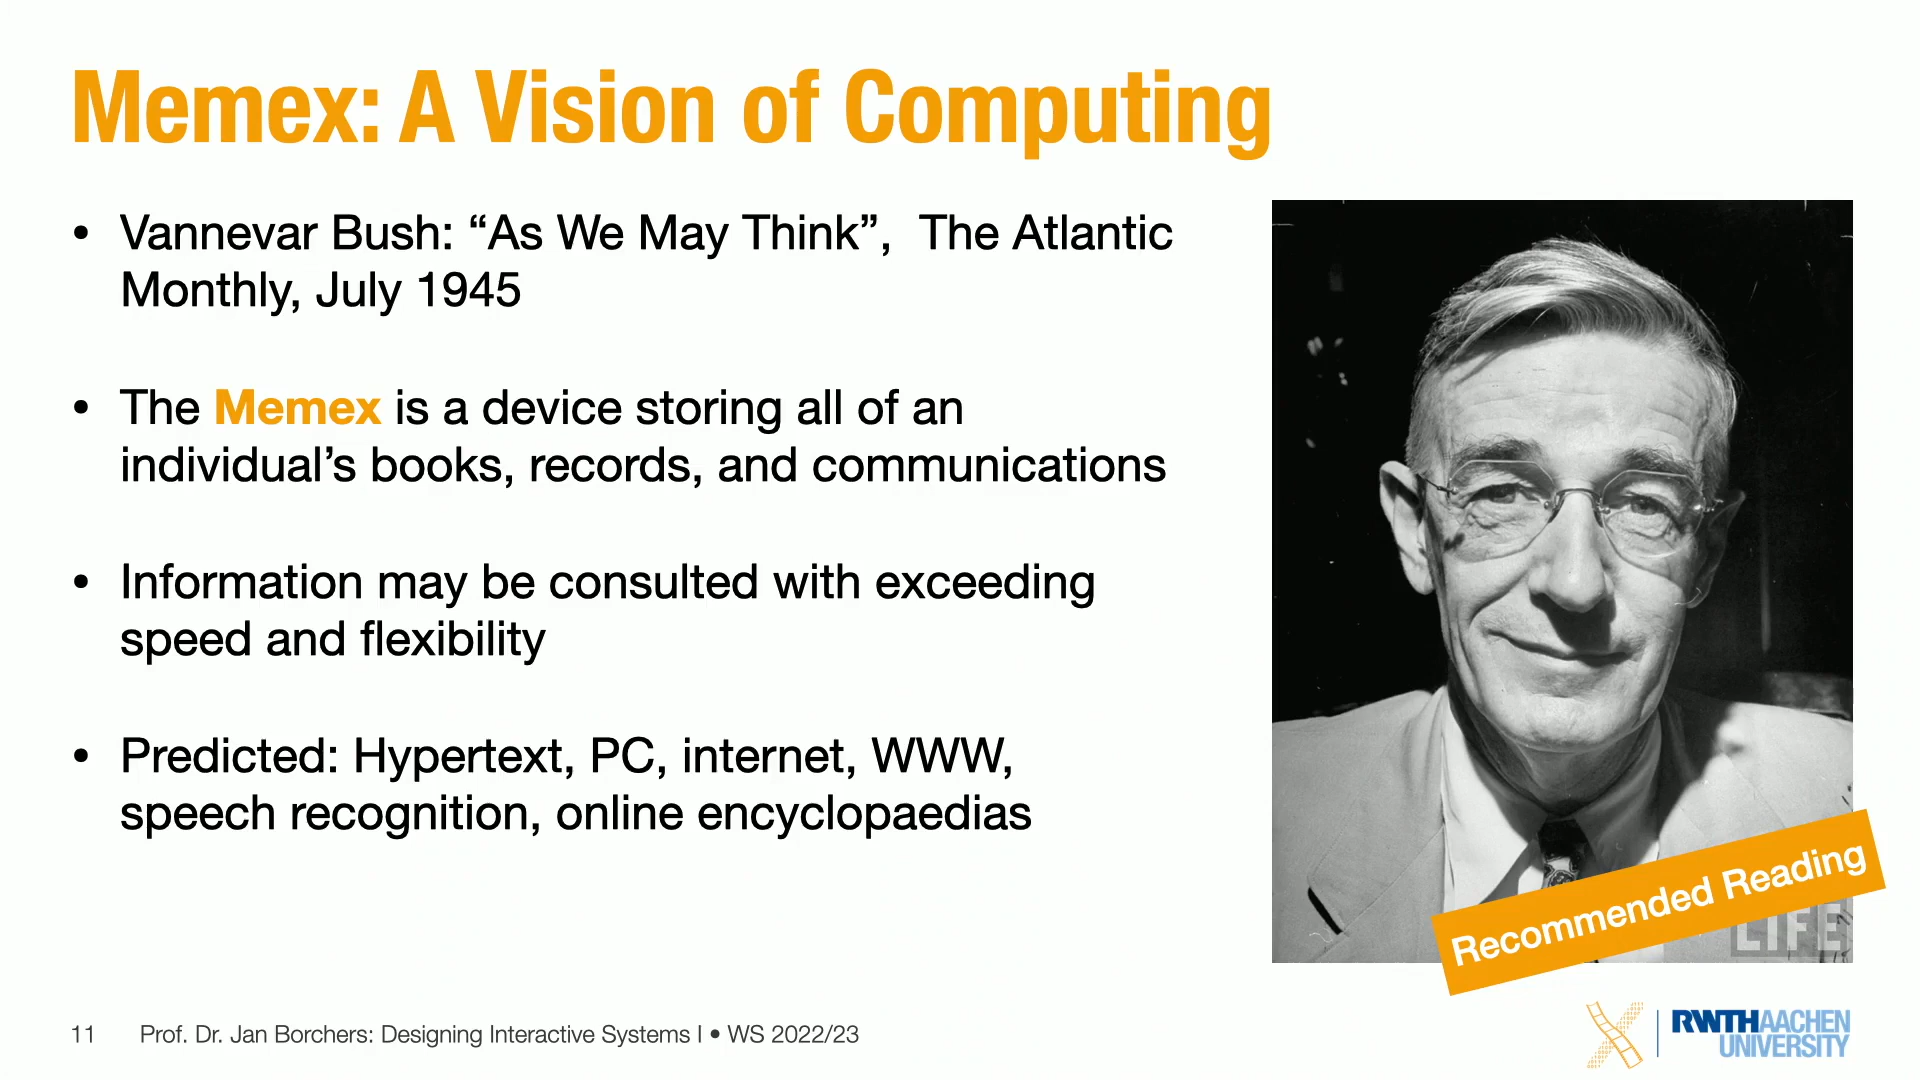 Memex: A Vision of Computing
• Vannevar Bush: “As We May Think”,  The Atlantic
Monthly, July 1945
• The Memex is a device storing all of an
individual’s books, records, and communications
• Information may be consulted with exceeding
speed and flexibility
• Predicted: Hypertext, PC, internet, WWW,
speech recognition, online encyclopaedias
Recommended Reading
LIFE
11 Prof. Dr. Jan Borchers: Designing Interactive Systems I • WS 2022/23
RWTHAACHEN
UNIVERSITY